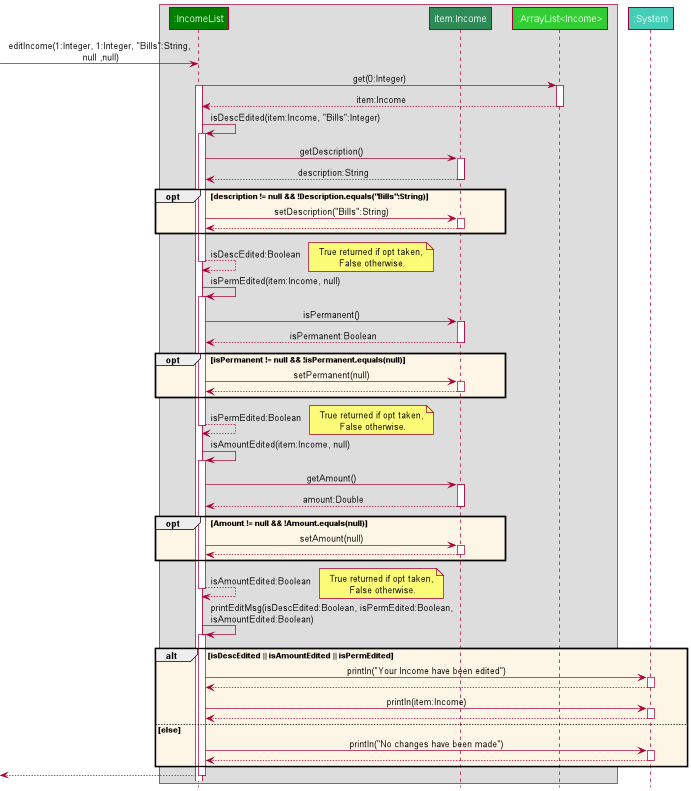 :IncomeList
item:Income
:ArrayList<Income>
:System
editIncome(1:Integer, 1:Integer, "Bills":String,
null ,null)
get(0:Integer)
item:Income
isDescEdited(item:Income, "Bills":Integer)
getDescription()
description:String
opt
[description != null && !Description.equals("Bills":String)]
setDescription("Bills":String)
isDescEdited:Boolean
True returned if opt taken,
False otherwise.
isPermEdited(item:Income, null)
isPermanent()
isPermanent:Boolean
opt
[isPermanent != null && !isPermanent.equals(null)]
setPermanent(null)
isPermEdited:Boolean
True returned if opt taken,
False otherwise.
isAmountEdited(item:Income, null)
getAmount()
amount:Double
opt
[Amount != null && !Amount.equals(null)]
setAmount(null)
isAmountEdited:Boolean
True returned if opt taken,
False otherwise.
printEditMsg(isDescEdited:Boolean, isPermEdited:Boolean,
isAmountEdited:Boolean)
alt
[isDescEdited || isAmountEdited || isPermEdited]
println("Your Income have been edited")
println(item:Income)
[else]
println("No changes have been made")